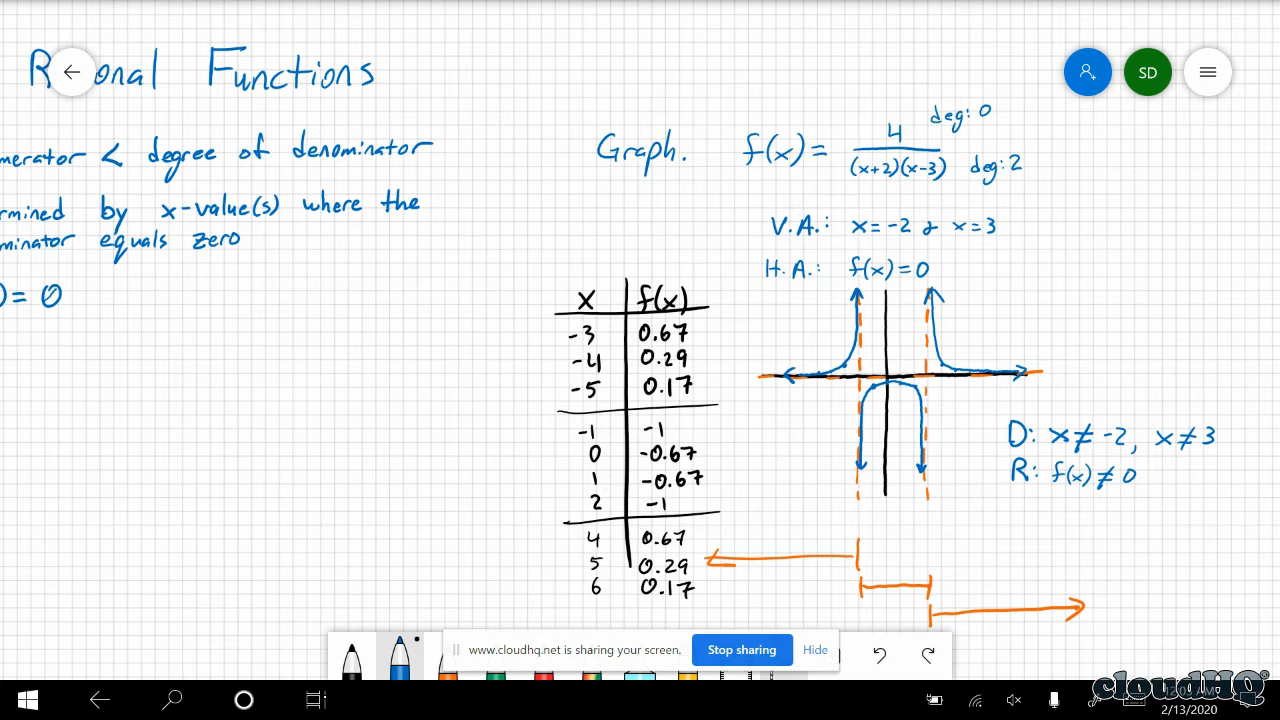 Functions
SD
merator < degree of denominator
rmined by x-value(s) where the
minator equals zero
)= 0
Graph. f(x) = 4/((x+2)(x-3)) deg: 0 deg: 2
V.A.: x = -2 & x = 3
H.A.: f(x) = 0
x f(x)
-3 0.67
-4 0.29
-5 0.17
-1 -1
0 -0.67
1 -0.67
2 -1
4 0.67
5 0.29
6 0.17
D: x ≠ -2, x ≠ 3
R: f(x) ≠ 0
www.cloudhq.net is sharing your screen. Stop sharing Hide
cloudHQ
2/13/2020